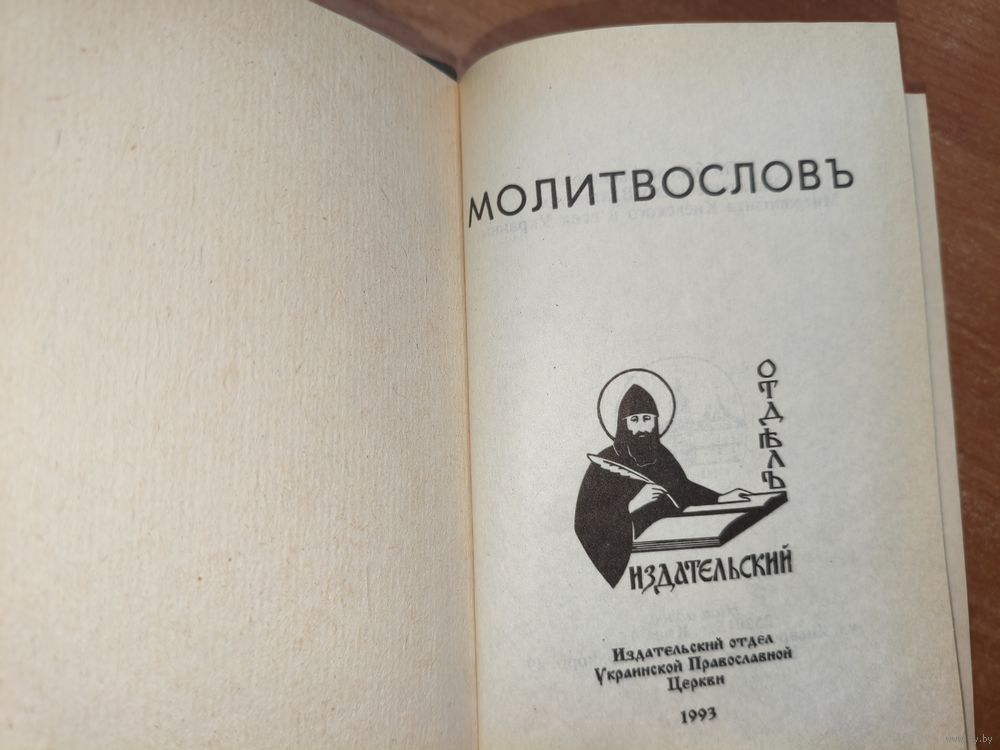 МОЛИТВОСЛОВЪ
ОТДѢЛЪ
ИЗДАТЕЛЬСКИЙ
Издательский отдел
Украинской Православной
Церкви
1993